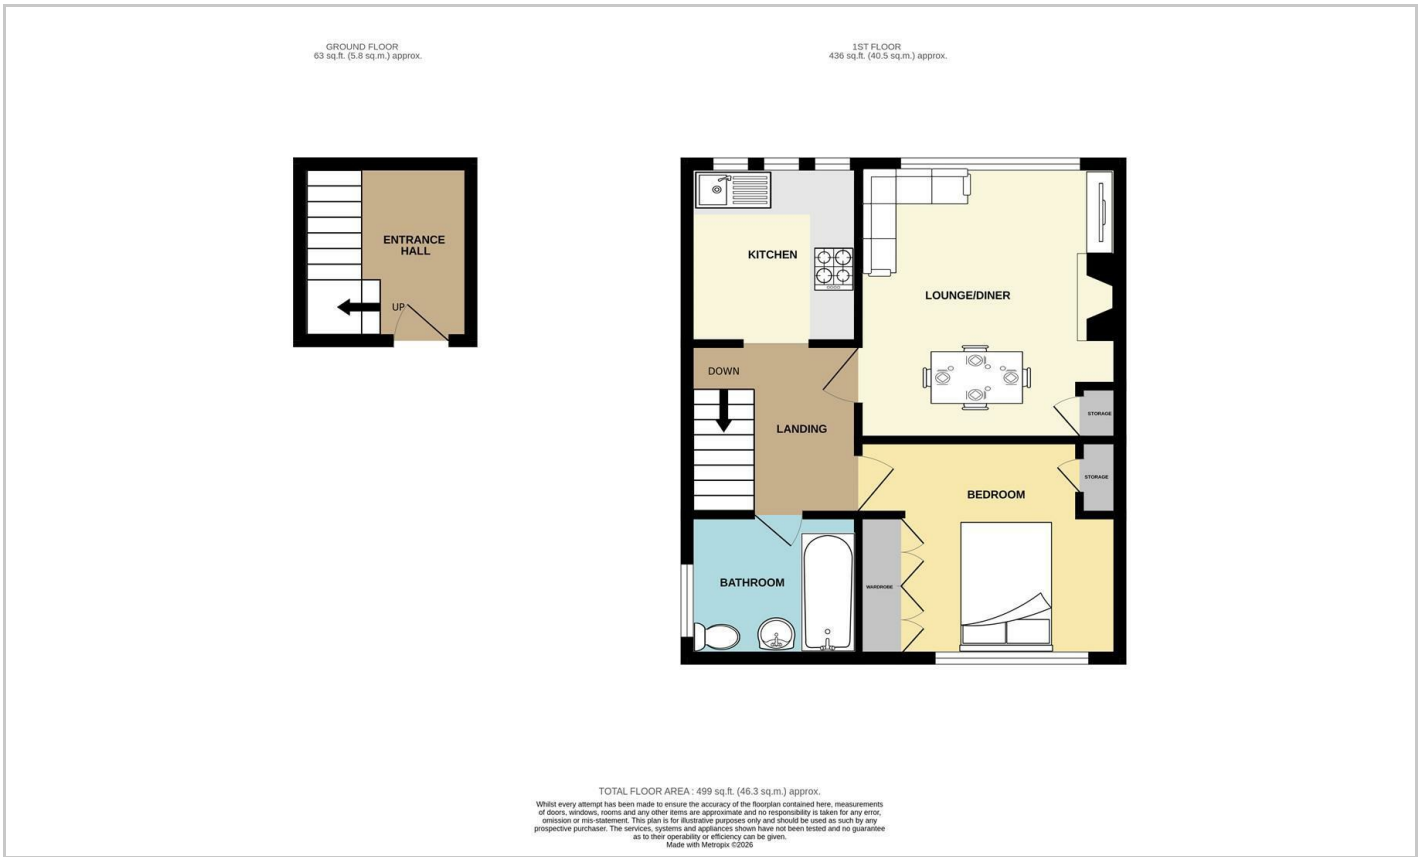 GROUND FLOOR
63 sq.ft. (5.8 sq.m.) approx.
1ST FLOOR
436 sq.ft. (40.5 sq.m.) approx.
ENTRANCE
HALL
UP
KITCHEN
LOUNGE/DINER
DOWN
LANDING
STORAGE
STORAGE
BEDROOM
BATHROOM
WARDROBE
TOTAL FLOOR AREA : 499 sq.ft. (46.3 sq.m.) approx.
Whilst every attempt has been made to ensure the accuracy of the floorplan contained here, measurements
of doors, windows, rooms and any other items are approximate and no responsibility is taken for any error,
omission or mis-statement. This plan is for illustrative purposes only and should be used as such by any
prospective purchaser. The services, systems and appliances shown have not been tested and no guarantee
as to their operability or efficiency can be given.
Made with Metropix ©2026